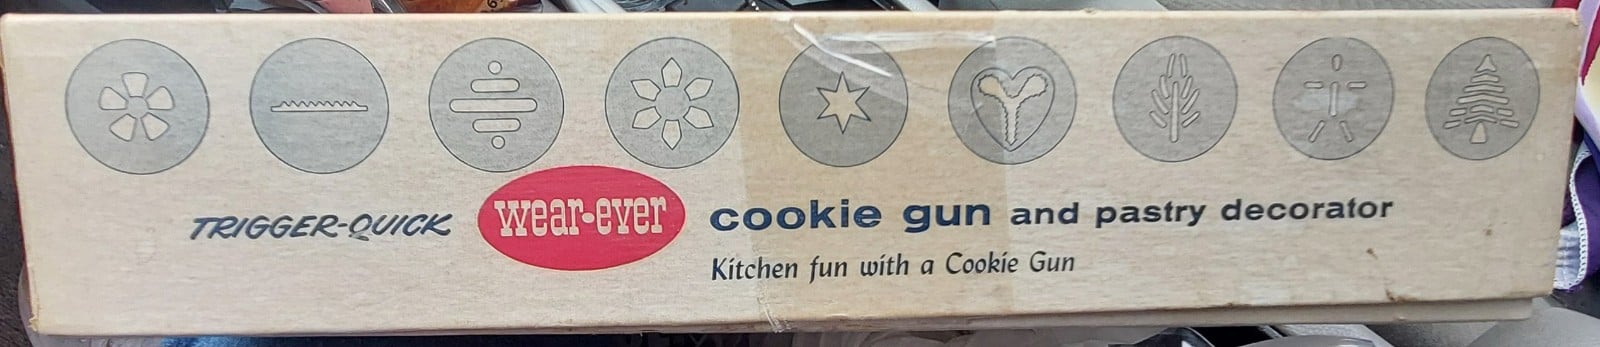 TRIGGER-QUICK wear-ever cookie gun and pastry decorator
Kitchen fun with a Cookie Gun